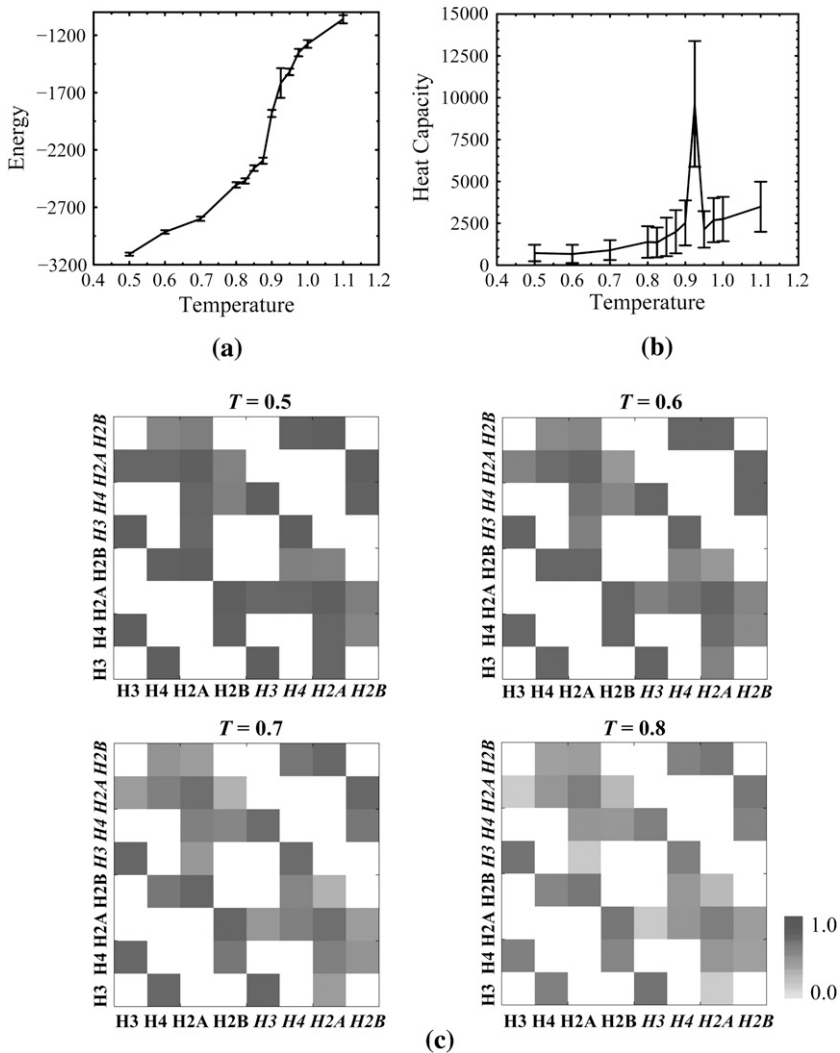 −1200
−1700
−2200
−2700
−3200
Energy
0.4 0.5 0.6 0.7 0.8 0.9 1.0 1.1 1.2
Temperature
(a)
15000
12500
10000
7500
5000
2500
0
Heat Capacity
0.4 0.5 0.6 0.7 0.8 0.9 1.0 1.1 1.2
Temperature
(b)
T = 0.5
H2B
H2A
H4
H3
H2B
H2A
H4
H3
H3 H4 H2A H2B H3 H4 H2A H2B
T = 0.6
H2B
H2A
H4
H3
H2B
H2A
H4
H3
H3 H4 H2A H2B H3 H4 H2A H2B
T = 0.7
H2B
H2A
H4
H3
H2B
H2A
H4
H3
H3 H4 H2A H2B H3 H4 H2A H2B
T = 0.8
H2B
H2A
H4
H3
H2B
H2A
H4
H3
H3 H4 H2A H2B H3 H4 H2A H2B
1.0
0.0
(c)